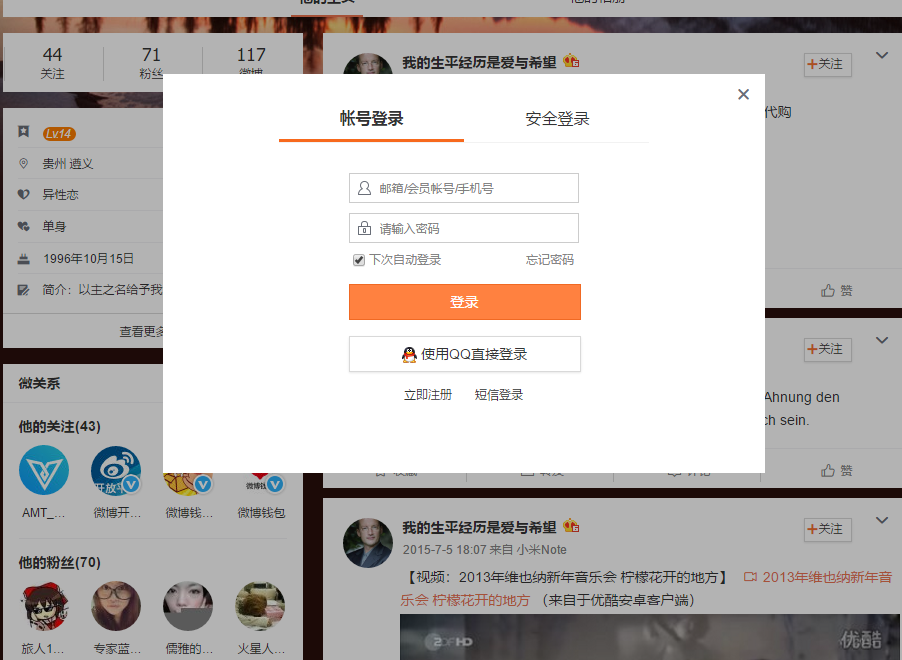 44
71
117
关注
粉丝
Lv14
贵州 遵义
异性恋
单身
1996年10月15日
简介：以主之名给予我
查看更多
微关系
他的关注(43)
AMT_...
微博开...
微博钱...
微博钱包
他的粉丝(70)
旅人1...
专家蓝...
儒雅的...
火星人...
我的生平经历是爱与希望
+关注
代购
赞
帐号登录
安全登录
邮箱/会员帐号/手机号
请输入密码
下次自动登录
忘记密码
登录
使用QQ直接登录
立即注册
短信登录
+关注
Ahnung den
ch sein.
赞
我的生平经历是爱与希望
+关注
2015-7-5 18:07 来自 小米Note
【视频：2013年维也纳新年音乐会 柠檬花开的地方】 2013年维也纳新年音
乐会 柠檬花开的地方 （来自于优酷安卓客户端）
ZDF HD
优酷